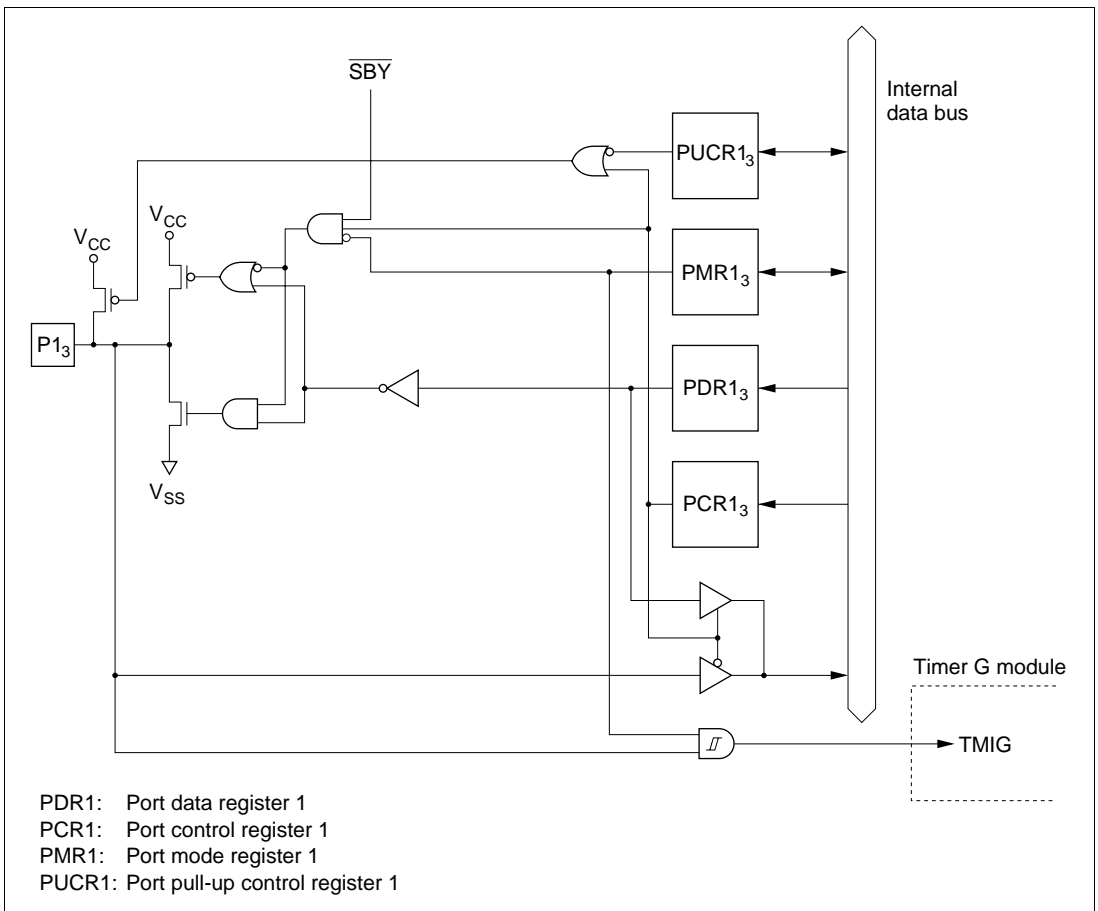 SBY
Internal
data bus
PUCR1₃
V_CC
V_CC
PMR1₃
P1₃
PDR1₃
V_SS
PCR1₃
Timer G module
TMIG
PDR1: Port data register 1
PCR1: Port control register 1
PMR1: Port mode register 1
PUCR1: Port pull-up control register 1